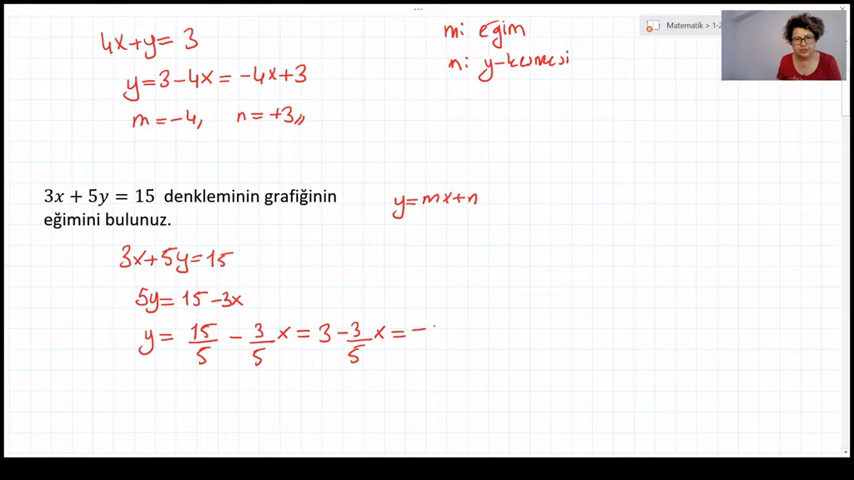 4x+y=3
y=3-4x=-4x+3
m=-4, n=+3,,
m: eğim
n: y-kesmesi
Matematik > 1-2
3x + 5y = 15 denkleminin grafiğinin
eğimini bulunuz.
y=mx+n
3x+5y=15
5y=15-3x
y= 15/5 - 3/5 x = 3 - 3/5 x = -